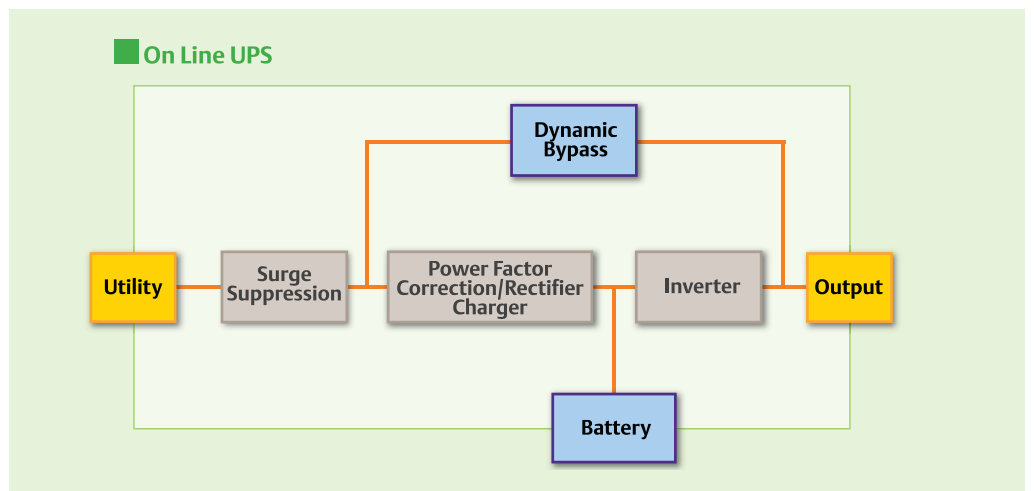 On Line UPS
Dynamic
Bypass
Utility
Surge
Suppression
Power Factor
Correction/Rectifier
Charger
Inverter
Output
Battery